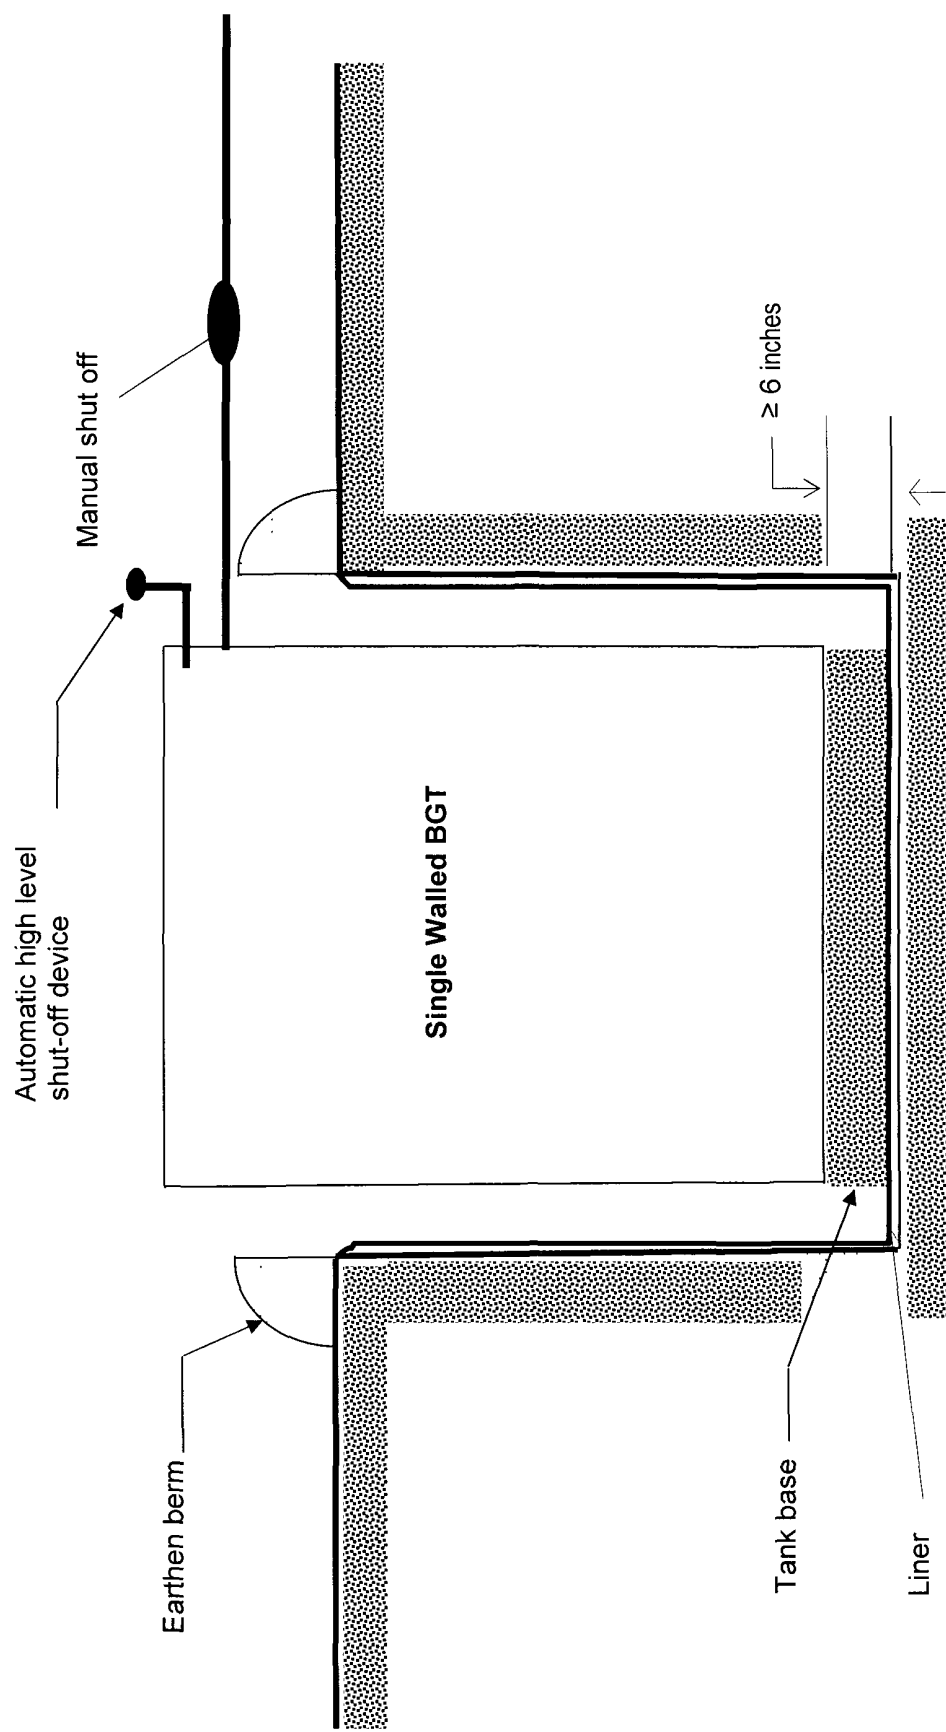 Automatic high level
shut-off device
Manual shut off
Earthen berm
Single Walled BGT
≥ 6 inches
Tank base
Liner